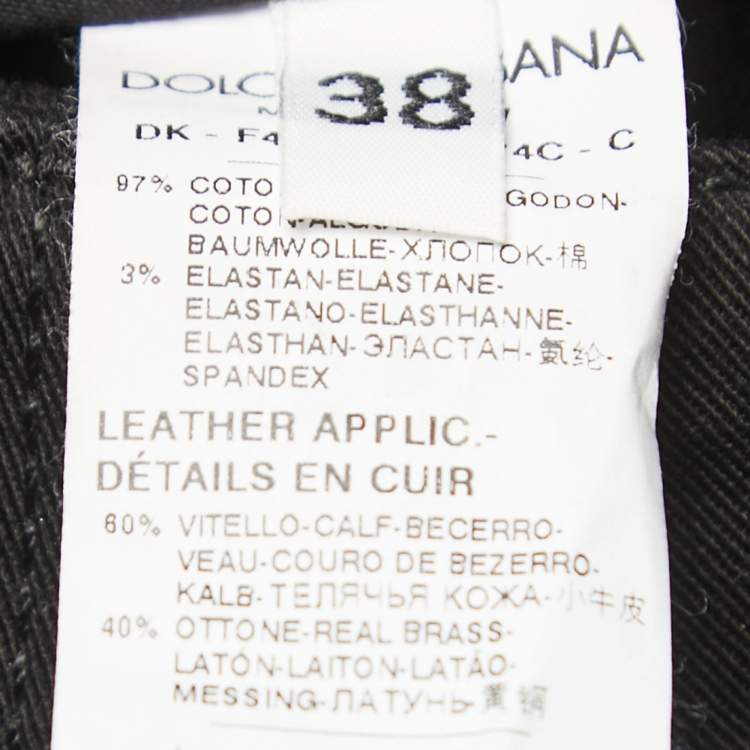 38
DOLC BANA
DK - F4 4C - C
97% COTO GODON-
COTON-
BAUMWOLLE-ХЛОПОК-棉
3% ELASTAN-ELASTANE-
ELASTANO-ELASTHANNE-
ELASTHAN-ЭЛАСТАН-氨纶-
SPANDEX
LEATHER APPLIC.-
DÉTAILS EN CUIR
60% VITELLO-CALF-BECERRO-
VEAU-COURO DE BEZERRO-
KALB-ТЕЛЯЧЬЯ КОЖА-小牛皮
40% OTTONE-REAL BRASS-
LATÓN-LAITON-LATÃO-
MESSING-ЛАТУНЬ-黄铜